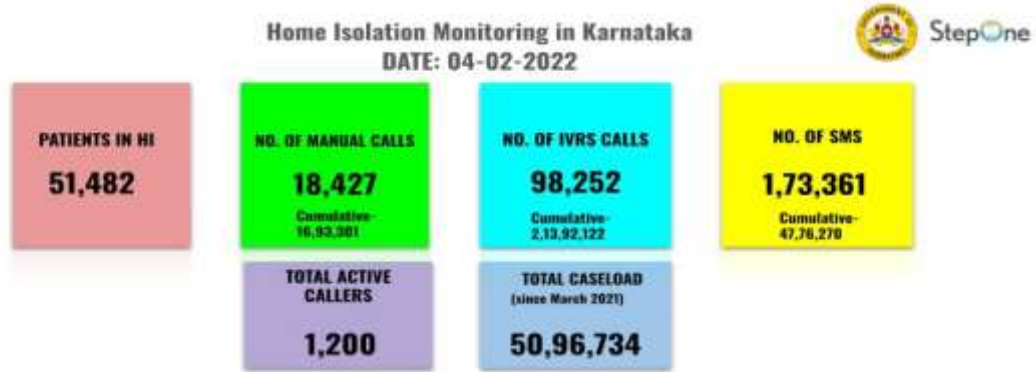 Home Isolation Monitoring in Karnataka
DATE: 04-02-2022
StepOne
PATIENTS IN HI
51,482
NO. OF MANUAL CALLS
18,427
Cumulative-
16,93,301
NO. OF IVRS CALLS
98,252
Cumulative-
2,13,92,122
NO. OF SMS
1,73,361
Cumulative-
47,76,270
TOTAL ACTIVE
CALLERS
1,200
TOTAL CASELOAD
(since March 2021)
50,96,734